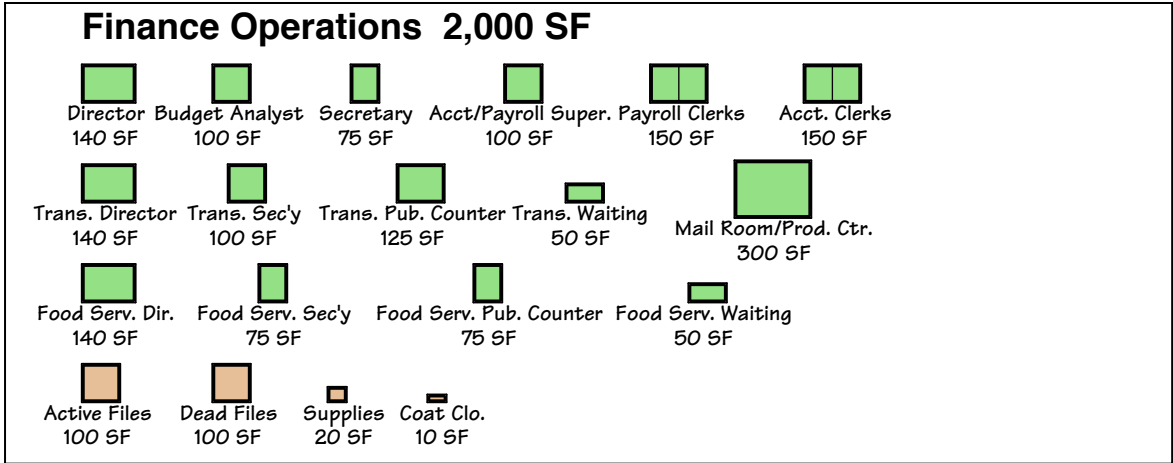 Finance Operations 2,000 SF
Director Budget Analyst Secretary Acct/Payroll Super. Payroll Clerks Acct. Clerks
140 SF 100 SF 75 SF 100 SF 150 SF 150 SF
Trans. Director Trans. Sec'y Trans. Pub. Counter Trans. Waiting Mail Room/Prod. Ctr.
140 SF 100 SF 125 SF 50 SF 300 SF
Food Serv. Dir. Food Serv. Sec'y Food Serv. Pub. Counter Food Serv. Waiting
140 SF 75 SF 75 SF 50 SF
Active Files Dead Files Supplies Coat Clo.
100 SF 100 SF 20 SF 10 SF